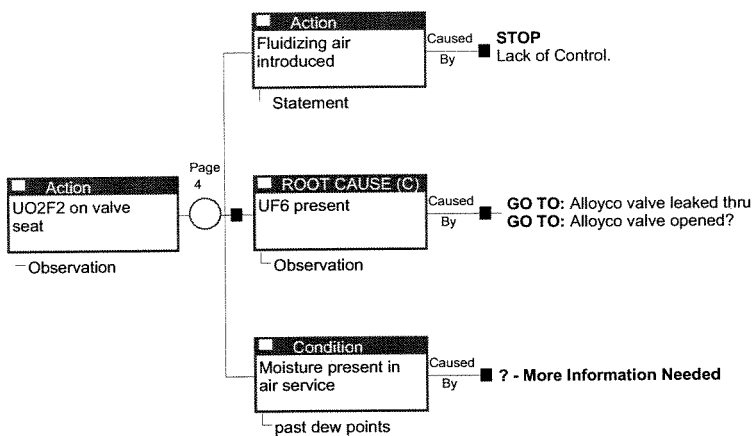 Action
Fluidizing air
introduced
Statement
Caused
By
STOP
Lack of Control.
Page
4
Action
UO2F2 on valve
seat
Observation
ROOT CAUSE (C)
UF6 present
Observation
Caused
By
GO TO: Alloyco valve leaked thru
GO TO: Alloyco valve opened?
Condition
Moisture present in
air service
past dew points
Caused
By
? - More Information Needed